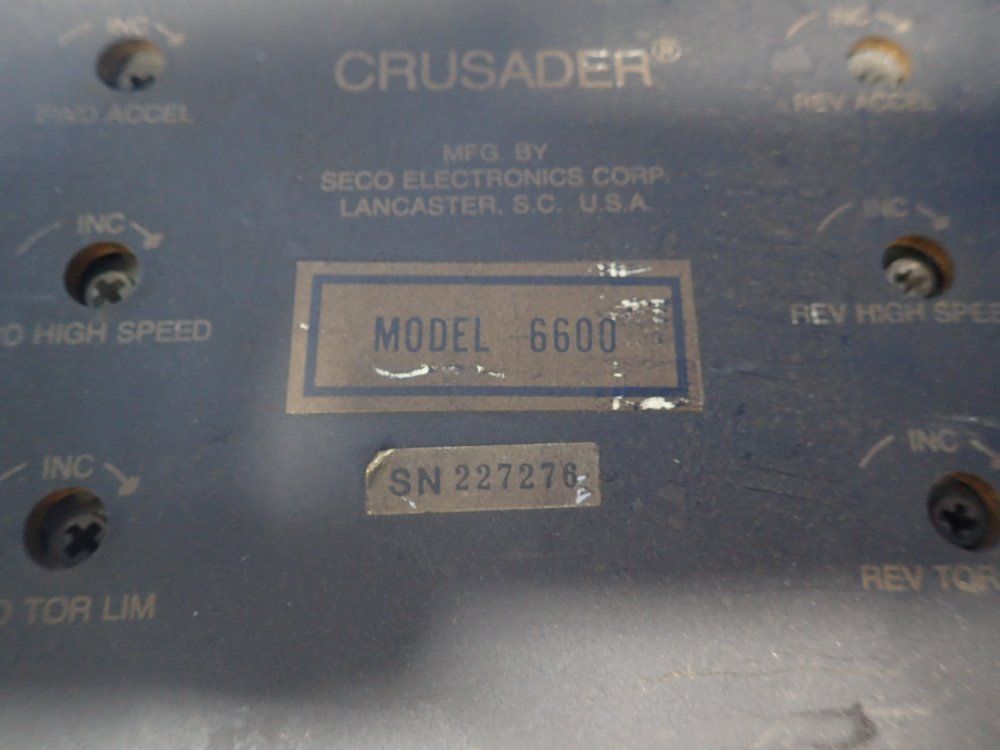 INC
CRUSADER®
INC
FWD ACCEL
REV ACCEL
MFG. BY
SECO ELECTRONICS CORP.
LANCASTER, S.C. U.S.A.
INC
INC
D HIGH SPEED
REV HIGH SPEE
MODEL 6600
INC
INC
SN 227276
D TOR LIM
REV TOR